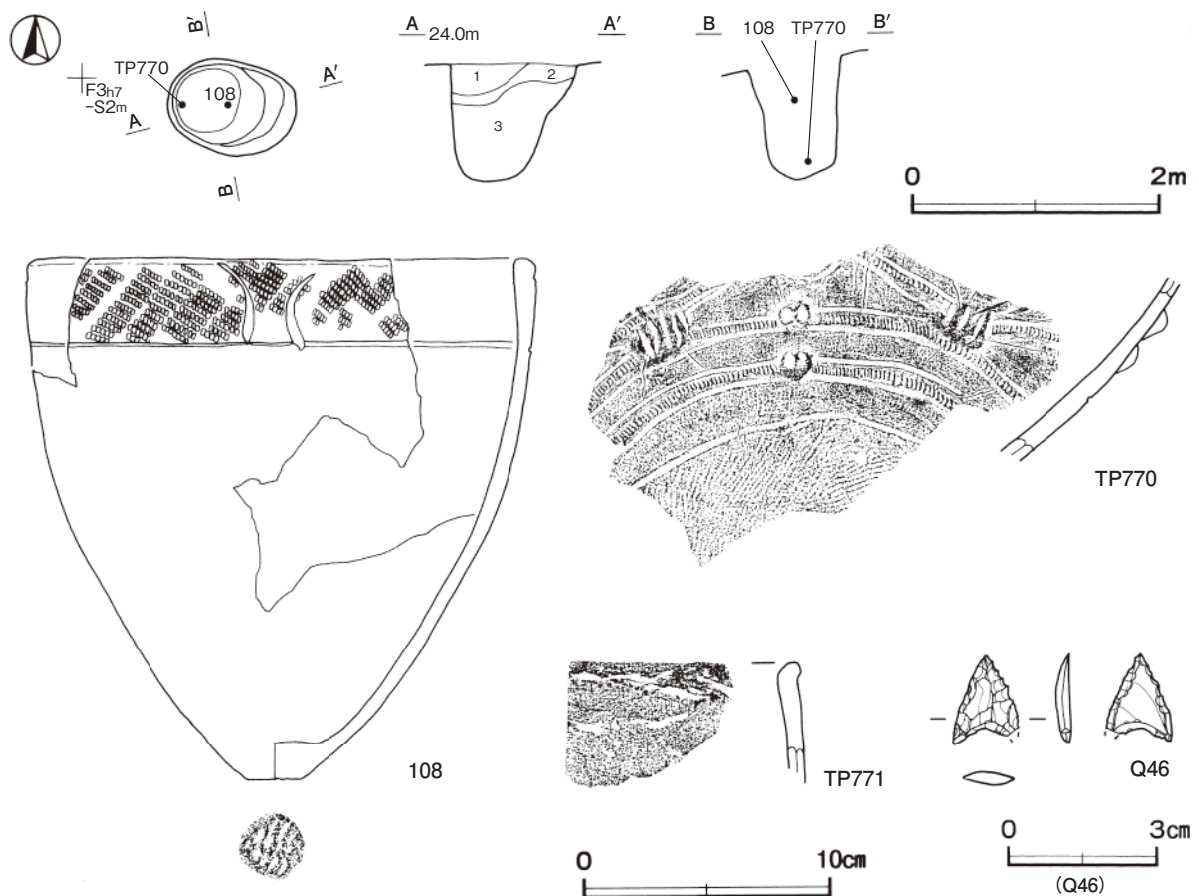 B′
TP770
A′
F3h7
−S2m
108
A
B
A 24.0m A′
1
2
3
B 108 TP770 B′
0 2m
TP770
108
TP771
Q46
0 10cm
0 3cm
(Q46)